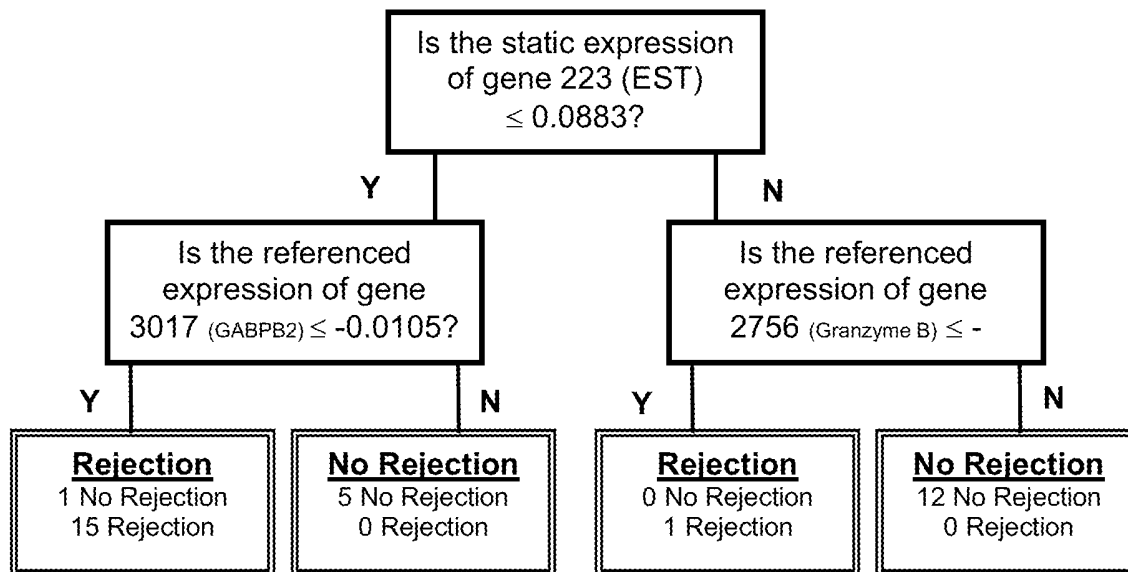 Is the static expression
of gene 223 (EST)
≤ 0.0883?
Y
N
Is the referenced
expression of gene
3017 (GABPB2) ≤ -0.0105?
Is the referenced
expression of gene
2756 (Granzyme B) ≤ -
Y
N
Y
N
Rejection
1 No Rejection
15 Rejection
No Rejection
5 No Rejection
0 Rejection
Rejection
0 No Rejection
1 Rejection
No Rejection
12 No Rejection
0 Rejection